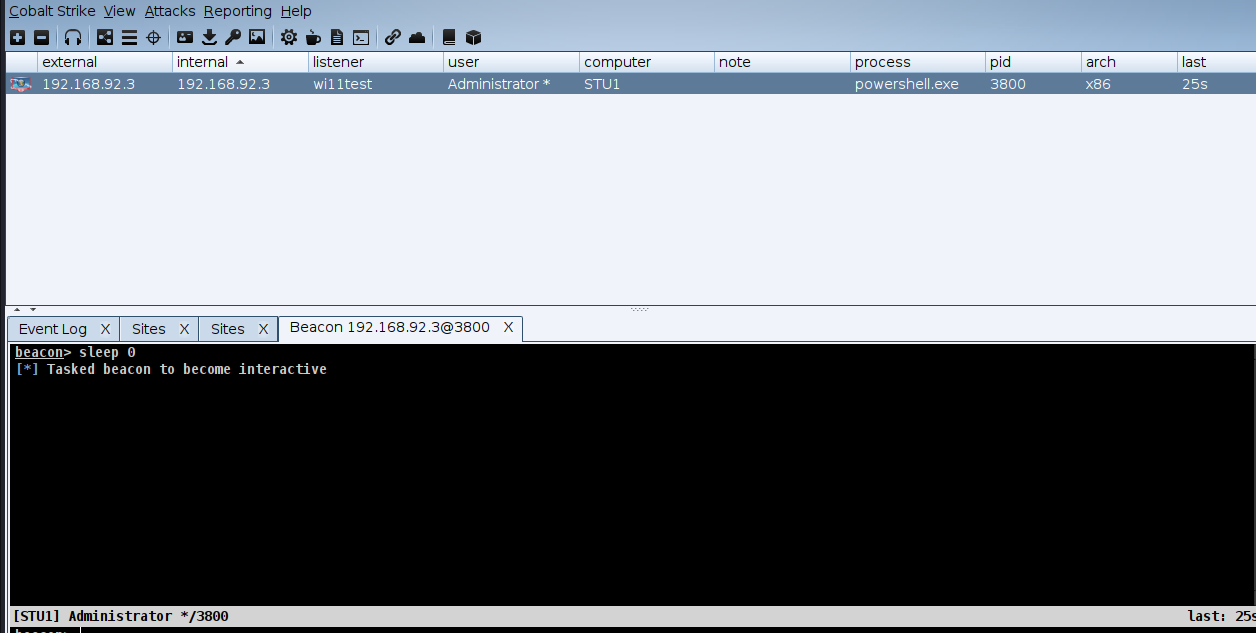 Cobalt Strike View Attacks Reporting Help
external internal listener user computer note process pid arch last
192.168.92.3 192.168.92.3 wi11test Administrator * STU1 powershell.exe 3800 x86 25s
Event Log X Sites X Sites X Beacon 192.168.92.3@3800 X
beacon> sleep 0
[*] Tasked beacon to become interactive
[STU1] Administrator */3800 last: 25s
beacon>